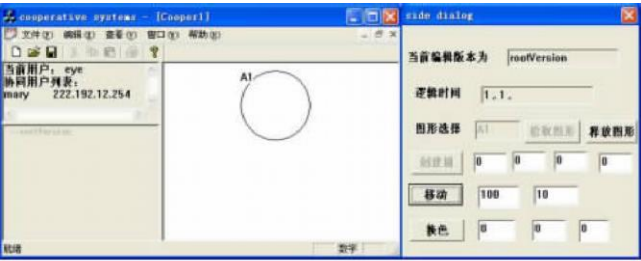 cooperative systems - [Cooper1]
文件(F) 编辑(E) 查看(V) 窗口(W) 帮助(H)
当前用户: eye
协同用户列表:
mary 222.192.12.254
rootVersion
A1
就绪
数字
side dialog
当前编辑版本为 rootVersion
逻辑时间 1,1,
图形选择 A1 拾取图形 释放图形
创建圆 0 0 0 0
移动 100 10
换色 0 0 0